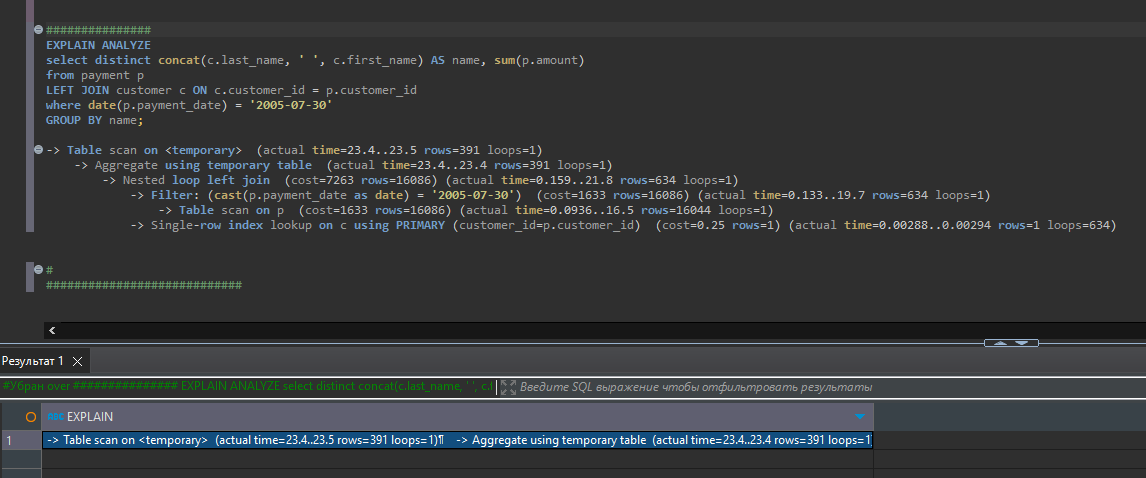 ###############
EXPLAIN ANALYZE
select distinct concat(c.last_name, ' ', c.first_name) AS name, sum(p.amount)
from payment p
LEFT JOIN customer c ON c.customer_id = p.customer_id
where date(p.payment_date) = '2005-07-30'
GROUP BY name;
-> Table scan on <temporary>  (actual time=23.4..23.5 rows=391 loops=1)
-> Aggregate using temporary table  (actual time=23.4..23.4 rows=391 loops=1)
-> Nested loop left join  (cost=7263 rows=16086) (actual time=0.159..21.8 rows=634 loops=1)
-> Filter: (cast(p.payment_date as date) = '2005-07-30')  (cost=1633 rows=16086) (actual time=0.133..19.7 rows=634 loops=1)
-> Table scan on p  (cost=1633 rows=16086) (actual time=0.0936..16.5 rows=16044 loops=1)
-> Single-row index lookup on c using PRIMARY (customer_id=p.customer_id)  (cost=0.25 rows=1) (actual time=0.00288..0.00294 rows=1 loops=634)
#
############################
Результат 1
#Убран over ############### EXPLAIN ANALYZE select distinct concat(c.last_name, ' ', c.f Введите SQL выражение чтобы отфильтровать результаты
ABC EXPLAIN
1 -> Table scan on <temporary>  (actual time=23.4..23.5 rows=391 loops=1)¶    -> Aggregate using temporary table  (actual time=23.4..23.4 rows=391 loops=1